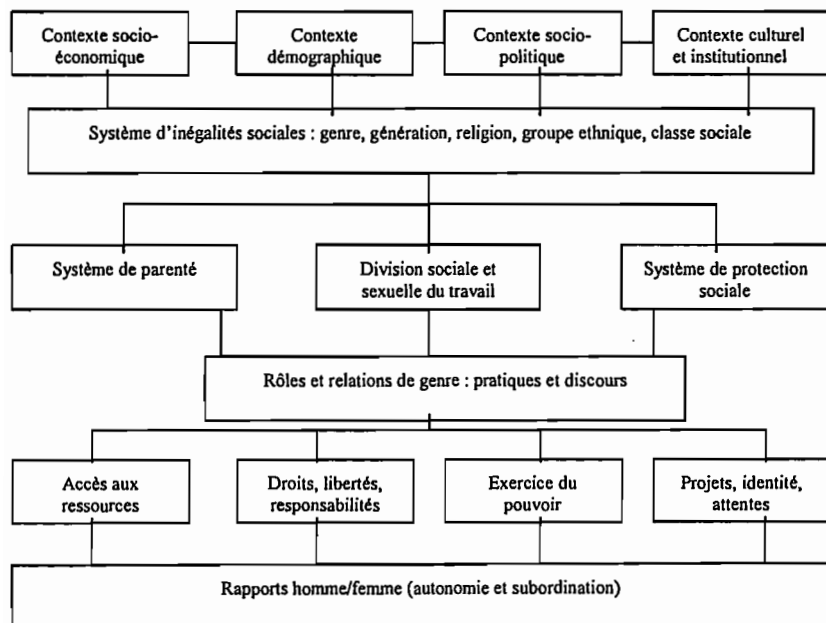 Contexte socio-
économique
Contexte
démographique
Contexte socio-
politique
Contexte culturel
et institutionnel
Système d'inégalités sociales : genre, génération, religion, groupe ethnique, classe sociale
Système de parenté
Division sociale et
sexuelle du travail
Système de protection
sociale
Rôles et relations de genre : pratiques et discours
Accès aux
ressources
Droits, libertés,
responsabilités
Exercice du
pouvoir
Projets, identité,
attentes
Rapports homme/femme (autonomie et subordination)